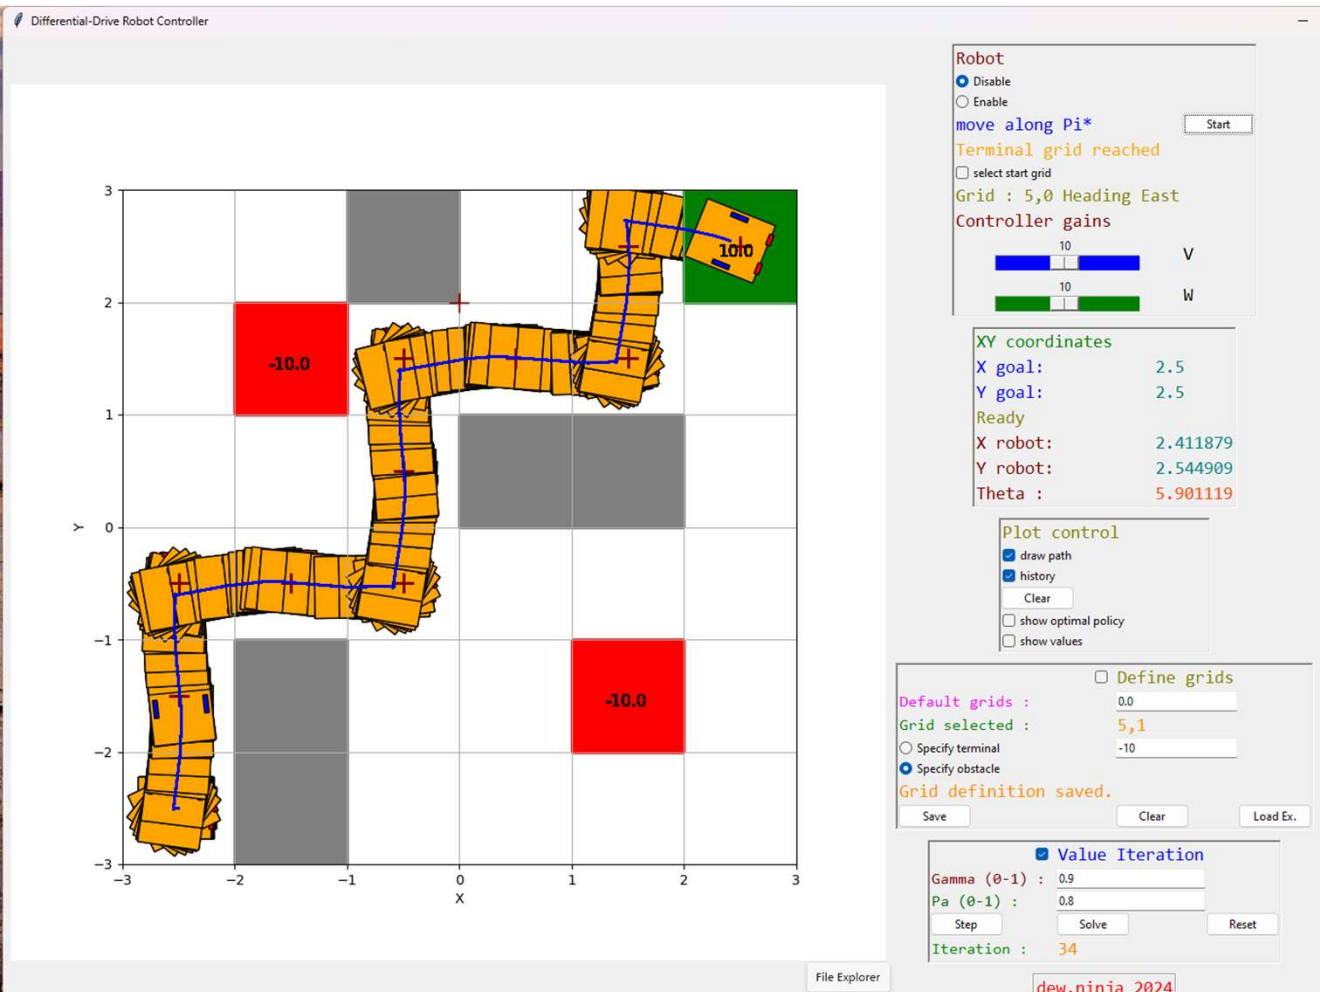 Differential-Drive Robot Controller
Robot
Disable
Enable
move along Pi* Start
Terminal grid reached
select start grid
Grid : 5,0 Heading East
Controller gains
10
V
10
W
XY coordinates
X goal: 2.5
Y goal: 2.5
Ready
X robot: 2.411879
Y robot: 2.544909
Theta : 5.901119
Plot control
draw path
history
Clear
show optimal policy
show values
Define grids
Default grids : 0.0
Grid selected : 5,1
Specify terminal -10
Specify obstacle
Grid definition saved.
Save Clear Load Ex.
Value Iteration
Gamma (0-1) : 0.9
Pa (0-1) : 0.8
Step Solve Reset
Iteration : 34
dew.ninja 2024
File Explorer
3
2
1
0
−1
−2
−3
Y
−3 −2 −1 0 1 2 3
X
10.0
-10.0
-10.0